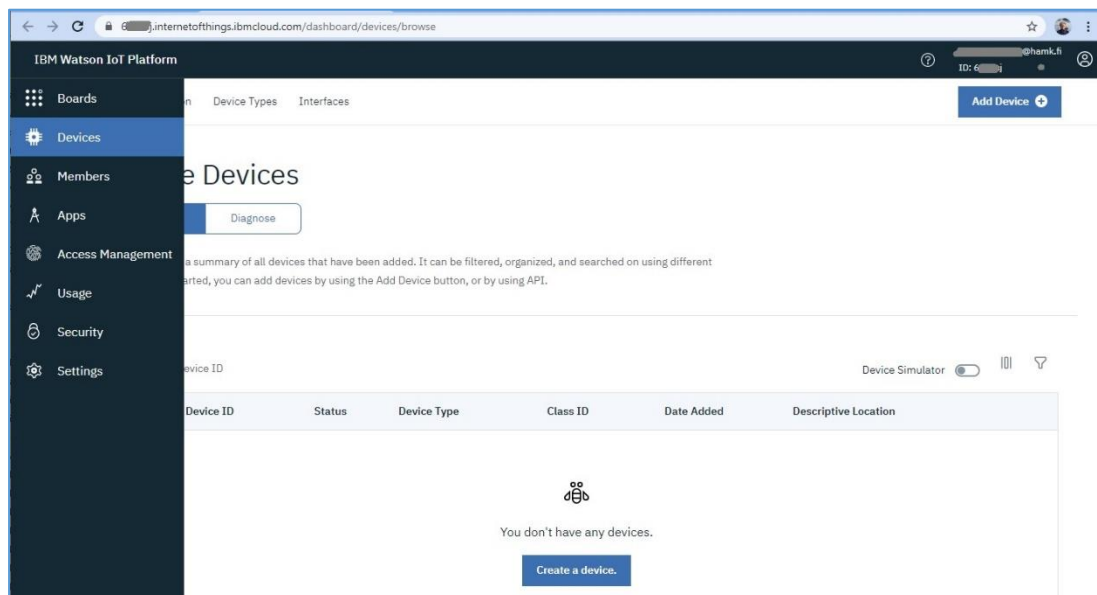 .internetofthings.ibmcloud.com/dashboard/devices/browse
IBM Watson IoT Platform
@hamk.fi
ID: 6 j
Boards
Device Types
Interfaces
Add Device
Devices
Members
e Devices
Apps
Diagnose
Access Management
a summary of all devices that have been added. It can be filtered, organized, and searched on using different
arted, you can add devices by using the Add Device button, or by using API.
Usage
Security
Settings
evice ID
Device Simulator
Device ID
Status
Device Type
Class ID
Date Added
Descriptive Location
You don't have any devices.
Create a device.